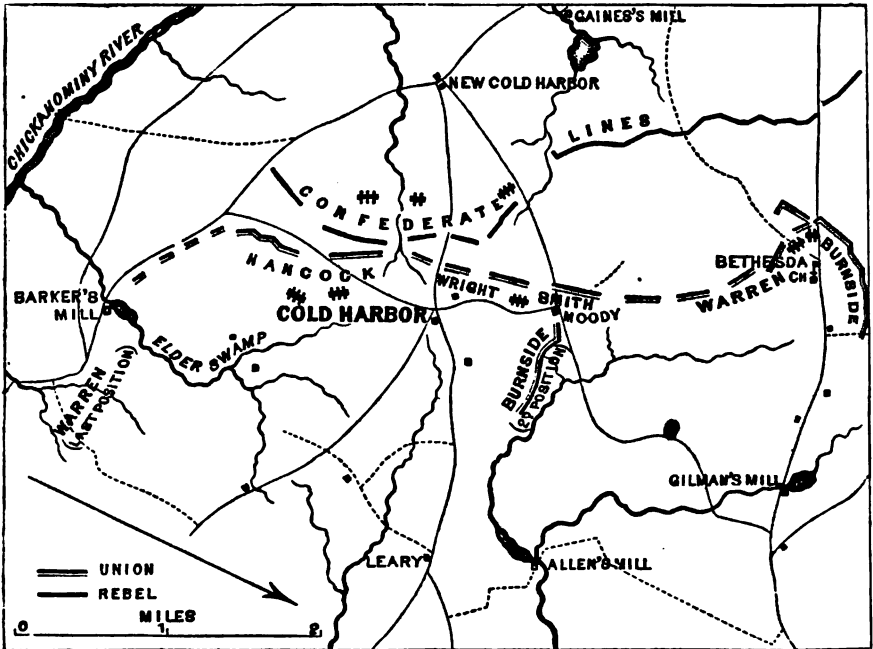 GAINES'S MILL
CHICKAHOMINY RIVER
NEW COLD HARBOR
LINES
CONFEDERATE
HANCOCK
WRIGHT
SMITH
MOODY
BETHESDA
CH.
WARREN
BURNSIDE
BARKER'S
MILL
COLD HARBOR
ELDER SWAMP
BURNSIDE
(2D POSITION)
WARREN
(LAST POSITION)
GILMAN'S MILL
LEARY
ALLEN'S MILL
UNION
REBEL
MILES
0 1 2